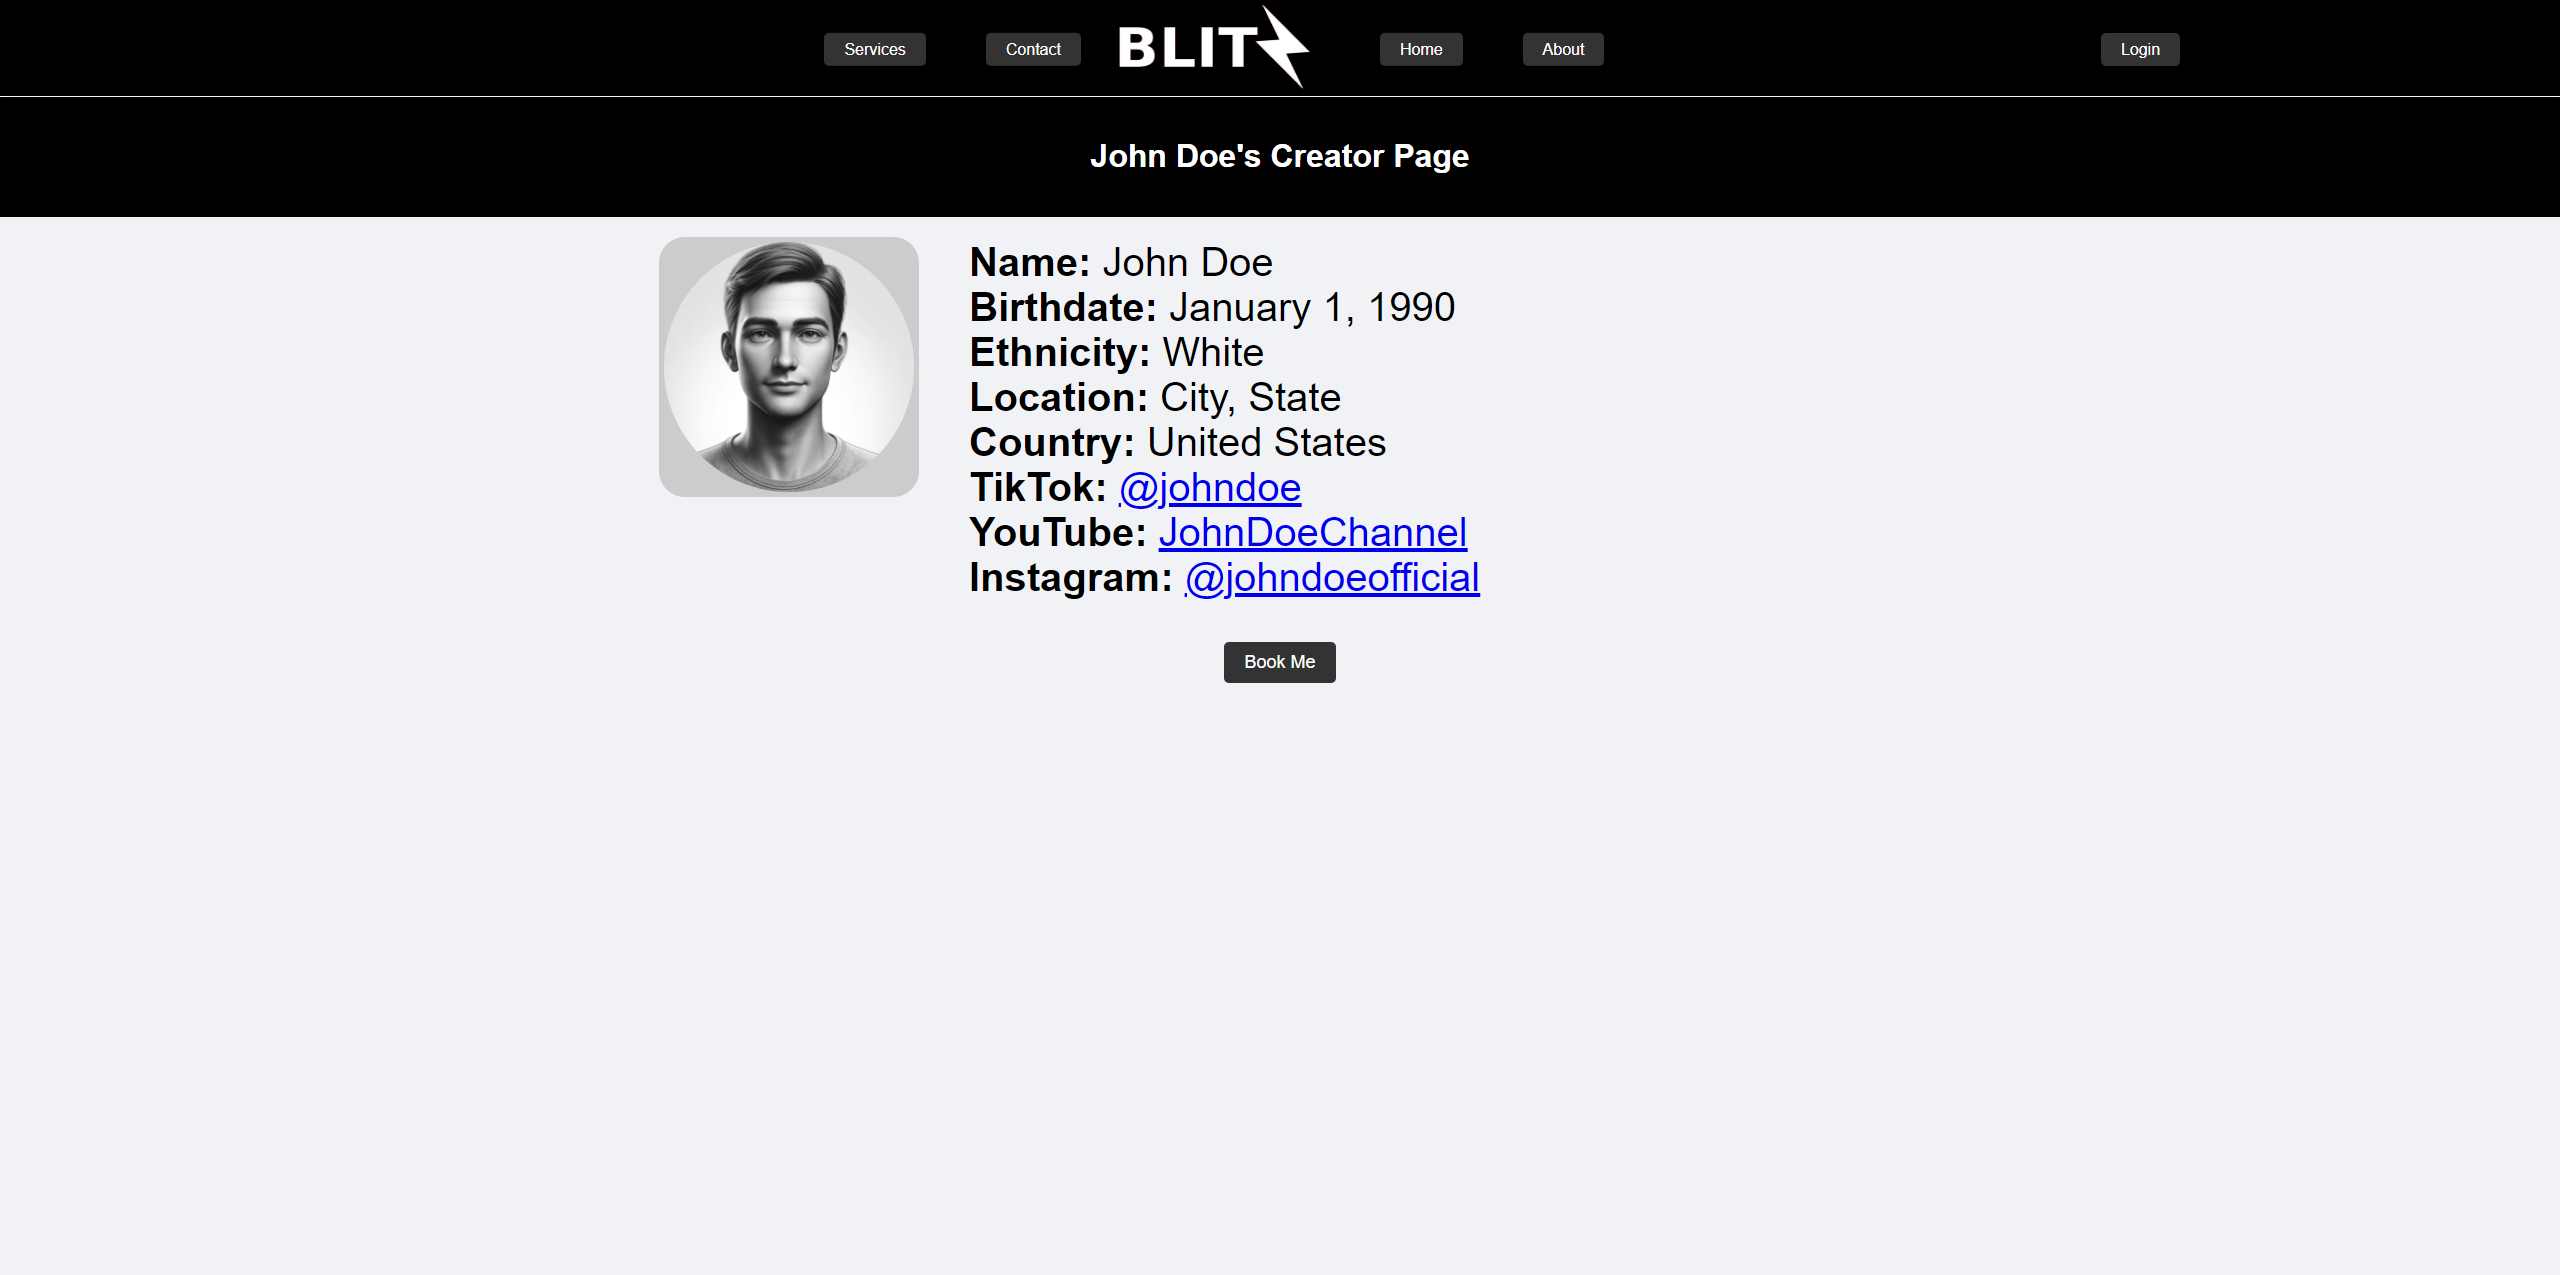 Services Contact BLITZ Home About Login
John Doe's Creator Page
Name: John Doe
Birthdate: January 1, 1990
Ethnicity: White
Location: City, State
Country: United States
TikTok: @johndoe
YouTube: JohnDoeChannel
Instagram: @johndoeofficial
Book Me